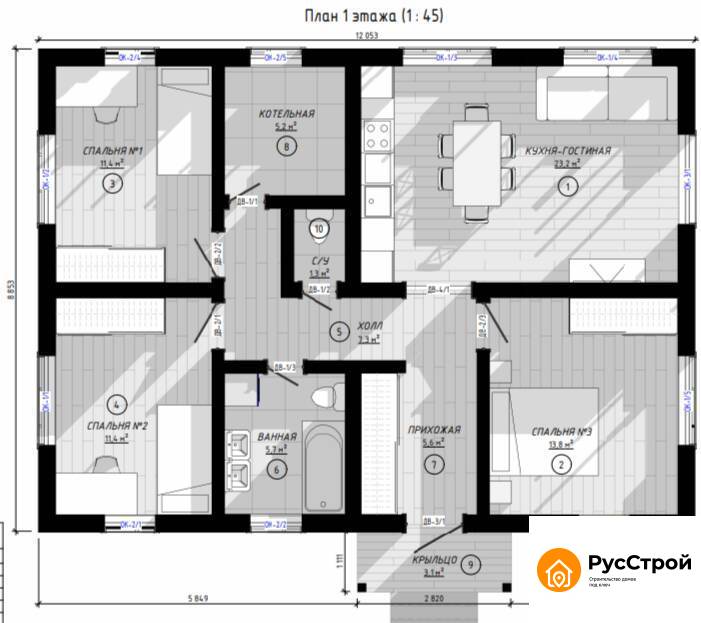 План 1 этажа (1 : 45)
12 053
ОК-2/4
ОК-2/5
ОК-1/3
ОК-1/4
СПАЛЬНЯ №1
11,4 м²
3
КОТЕЛЬНАЯ
5,2 м²
8
КУХНЯ-ГОСТИНАЯ
23,2 м²
1
ОК-1/2
ОК-3/1
ДВ-1/1
ДВ-2/2
10
С/У
1,3 м²
ДВ-1/2
ДВ-4/1
8 853
5
ХОЛЛ
7,3 м²
ДВ-2/1
ДВ-2/3
ДВ-1/3
ОК-1/1
ОК-1/5
4
СПАЛЬНЯ №2
11,4 м²
ВАННАЯ
5,7 м²
6
ПРИХОЖАЯ
5,6 м²
7
СПАЛЬНЯ №3
13,8 м²
2
ОК-2/1
ОК-2/2
ДВ-3/1
1 111
КРЫЛЬЦО
3,1 м²
9
5 849
2 820
РусСтрой
Строительство домов
под ключ